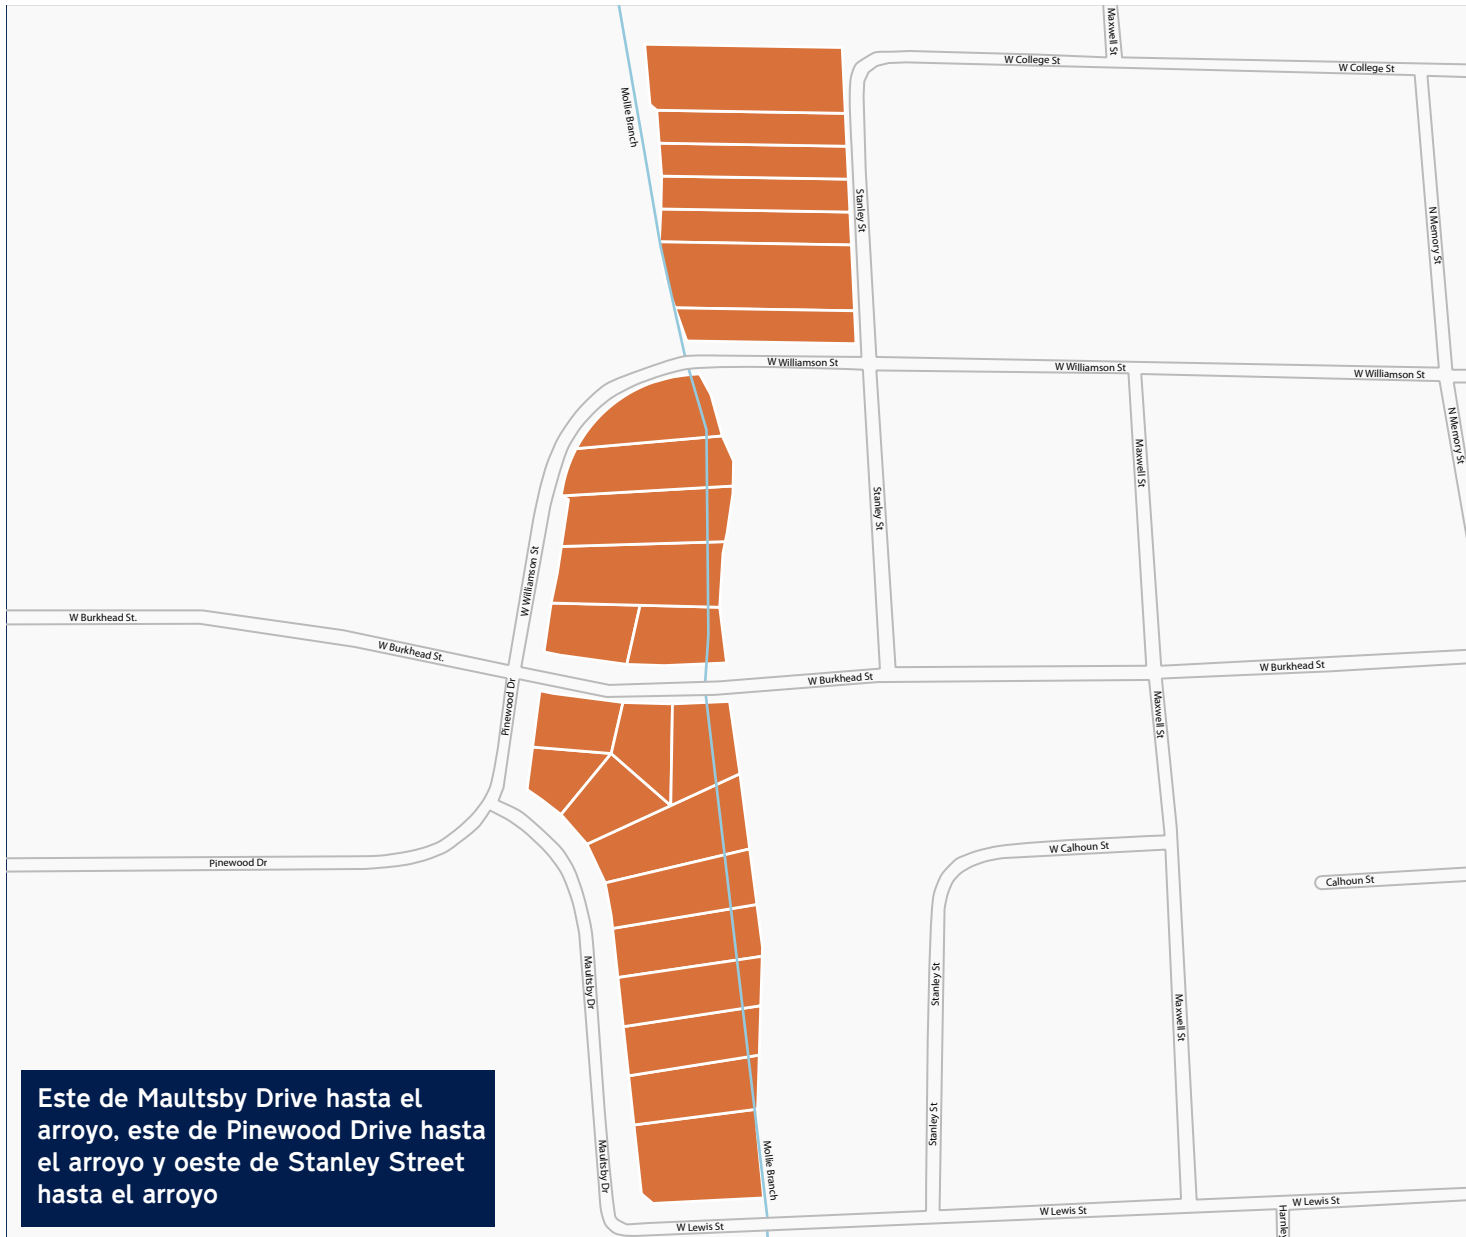 Maxwell St
W College St
W College St
Mollie Branch
Stanley St
N Memory St
W Williamson St
W Williamson St
W Williamson St
N Memory St
Maxwell St
Stanley St
W Williamson St
W Burkhead St.
W Burkhead St.
W Burkhead St
W Burkhead St
Pinewood Dr
Maxwell St
W Calhoun St
Pinewood Dr
Calhoun St
Maultsby Dr
Stanley St
Maxwell St
Este de Maultsby Drive hasta el
arroyo, este de Pinewood Drive hasta
el arroyo y oeste de Stanley Street
hasta el arroyo
Stanley St
Maultsby Dr
Mollie Branch
W Lewis St
W Lewis St
W Lewis St